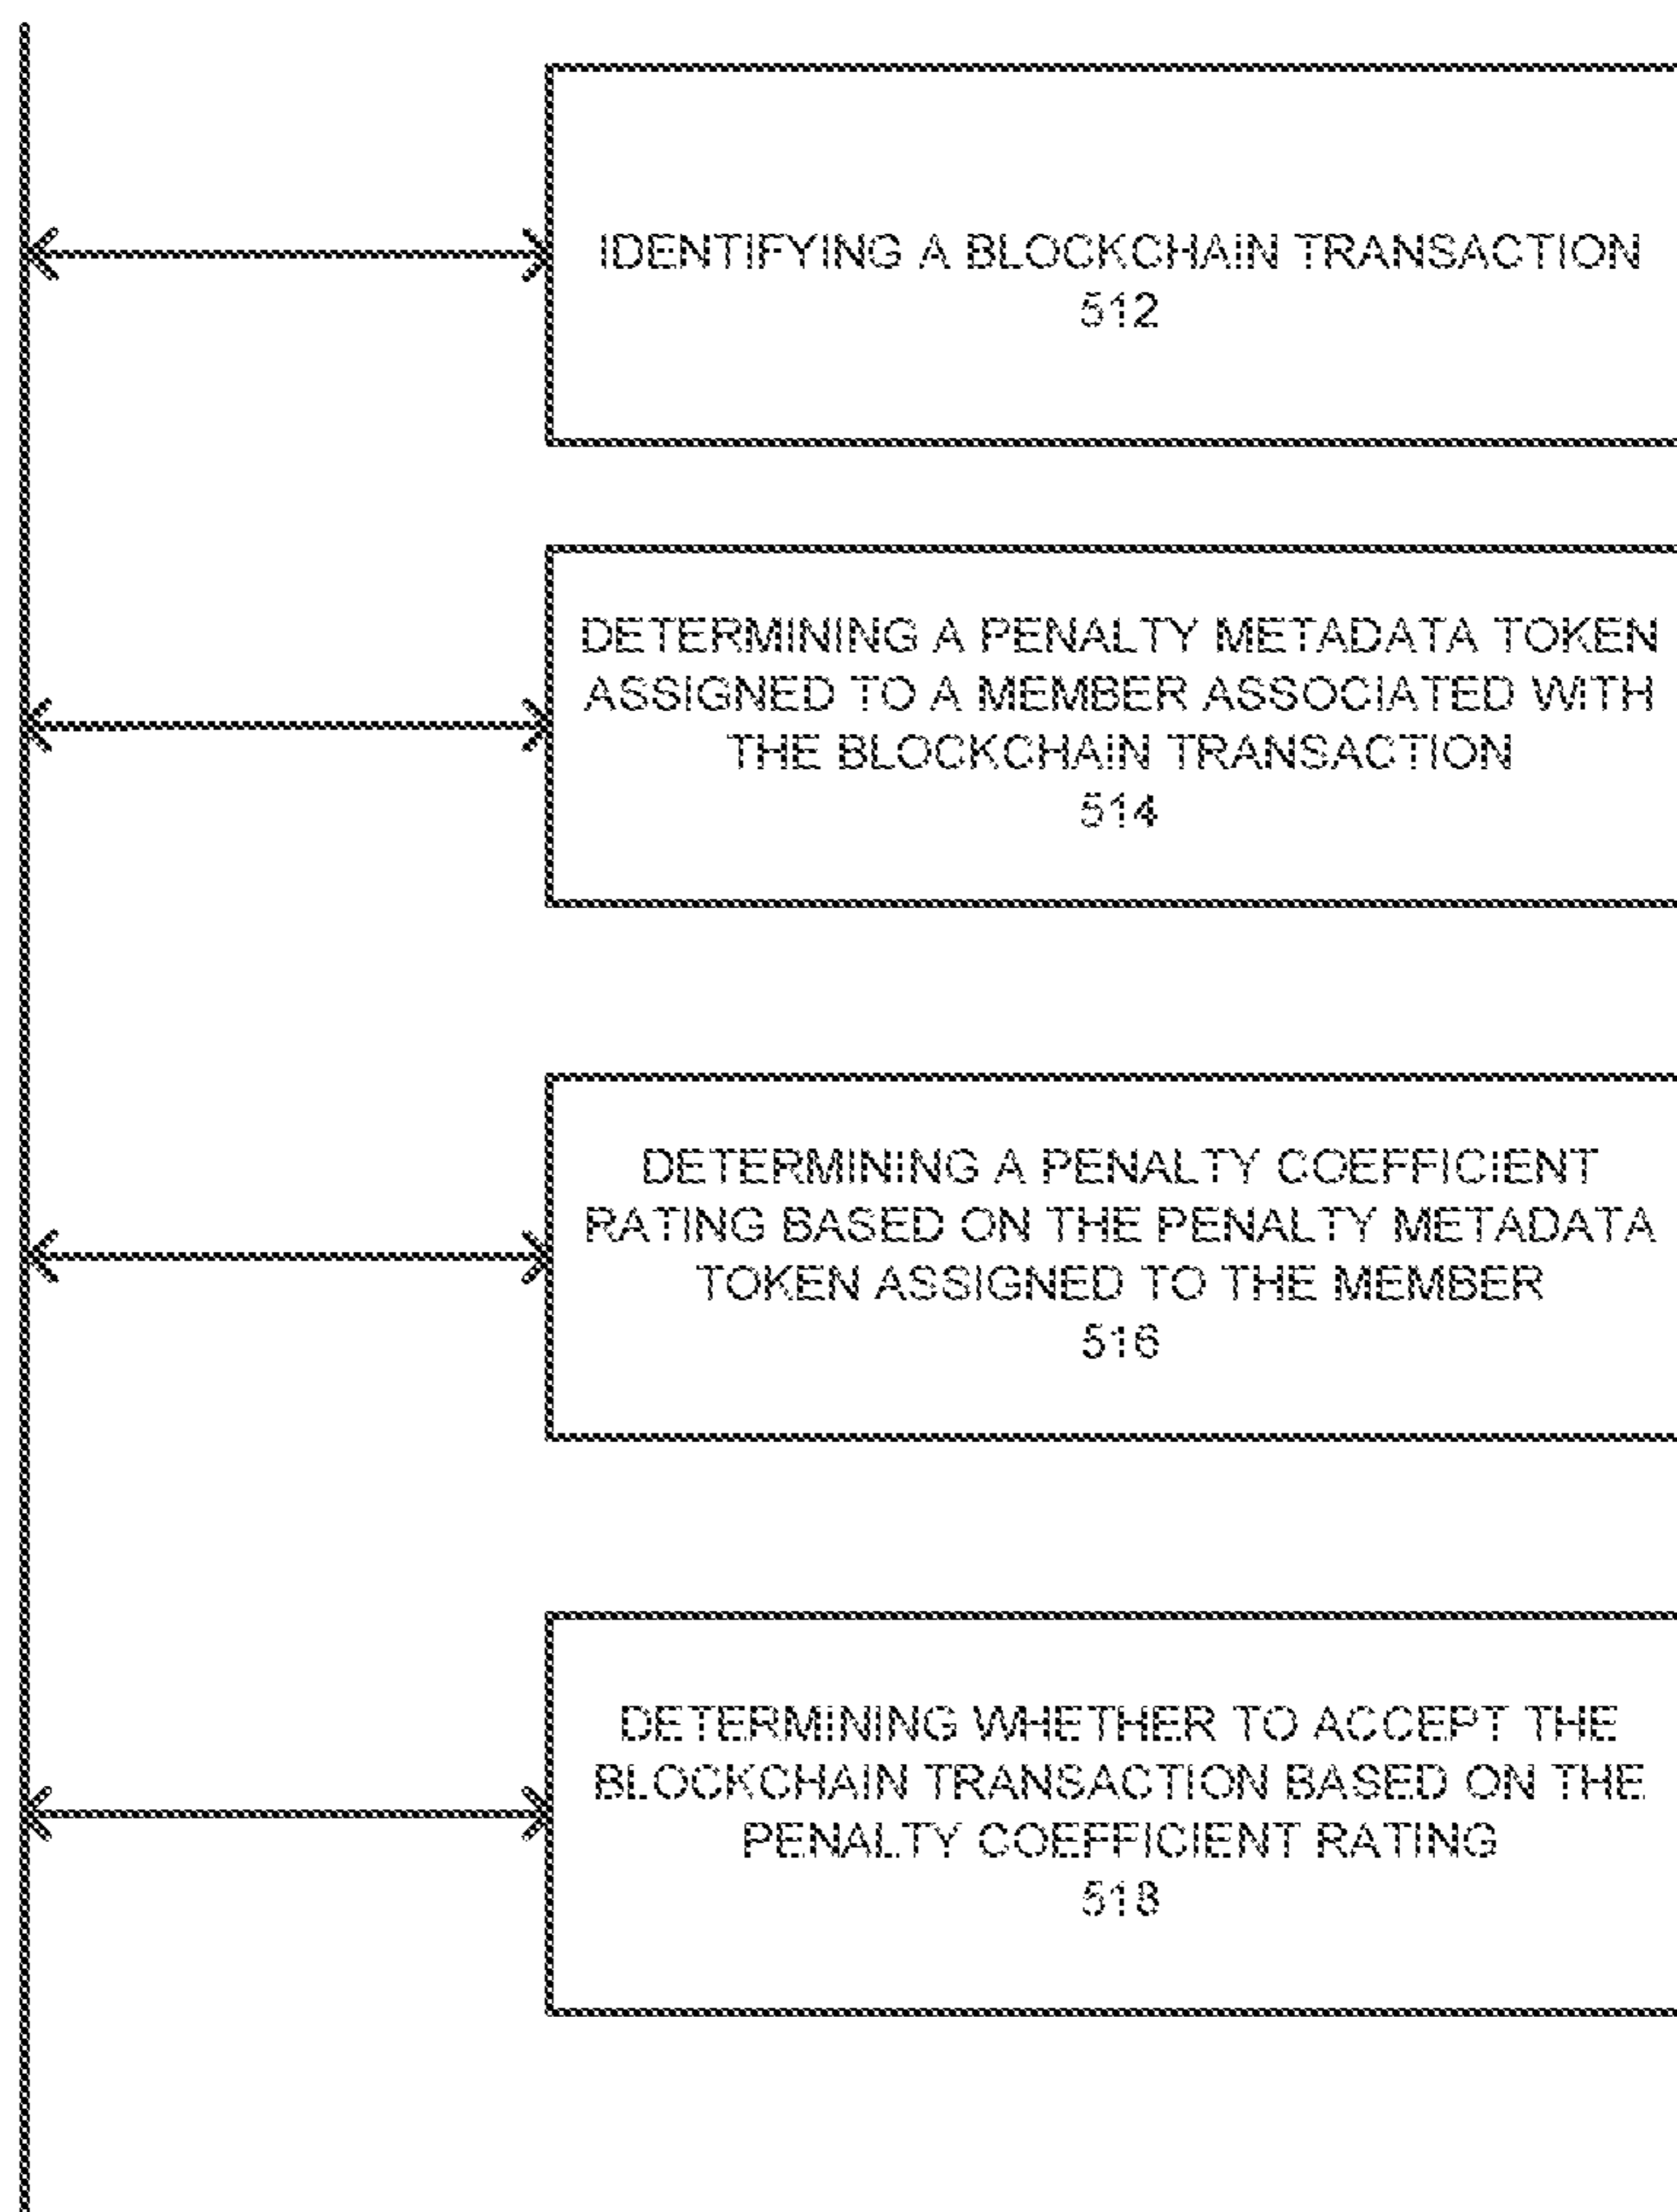 IDENTIFYING A BLOCKCHAIN TRANSACTION
512
DETERMINING A PENALTY METADATA TOKEN
ASSIGNED TO A MEMBER ASSOCIATED WITH
THE BLOCKCHAIN TRANSACTION
514
DETERMINING A PENALTY COEFFICIENT
RATING BASED ON THE PENALTY METADATA
TOKEN ASSIGNED TO THE MEMBER
516
DETERMINING WHETHER TO ACCEPT THE
BLOCKCHAIN TRANSACTION BASED ON THE
PENALTY COEFFICIENT RATING
518